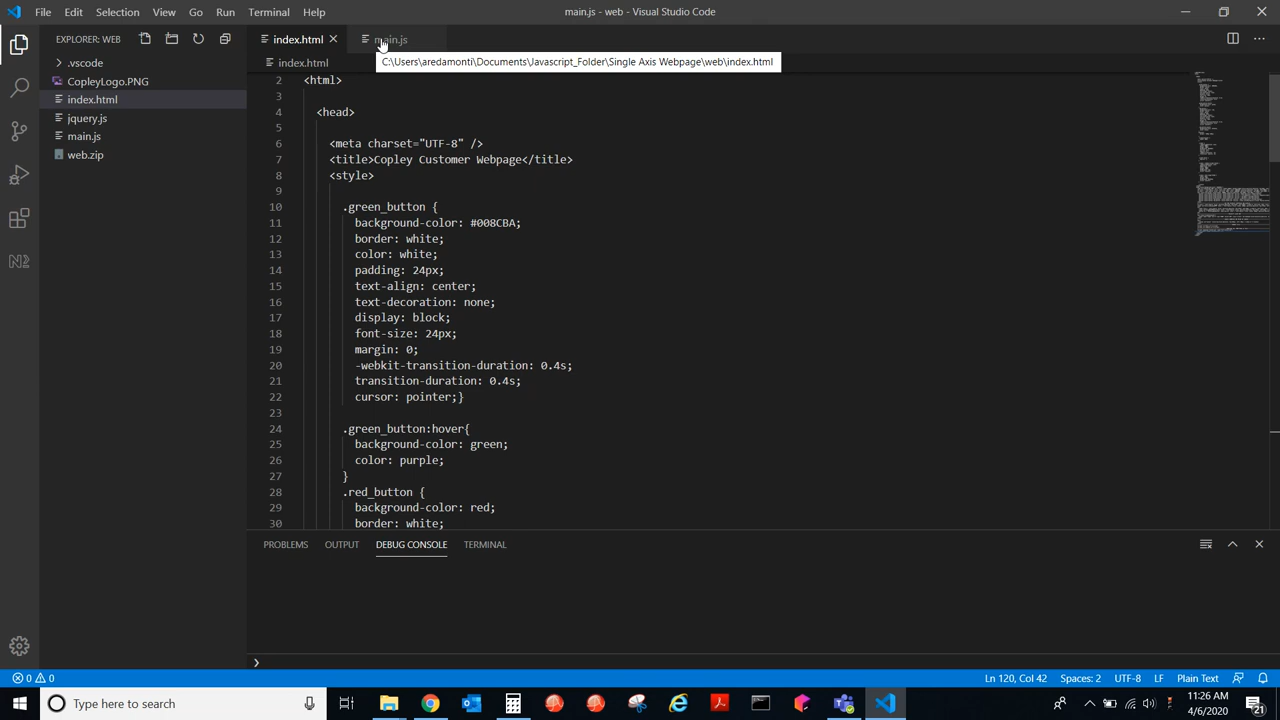 File Edit Selection View Go Run Terminal Help
main.js - web - Visual Studio Code
EXPLORER: WEB
index.html
main.js
C:\Users\aredamonti\Documents\Javascript_Folder\Single Axis Webpage\web\index.html
index.html
.vscode
CopleyLogo.PNG
index.html
jquery.js
main.js
web.zip
2 <html>
3
4 <head>
5
6 <meta charset="UTF-8" />
7 <title>Copley Customer Webpage</title>
8 <style>
9
10 .green_button {
11 background-color: #008CBA;
12 border: white;
13 color: white;
14 padding: 24px;
15 text-align: center;
16 text-decoration: none;
17 display: block;
18 font-size: 24px;
19 margin: 0;
20 -webkit-transition-duration: 0.4s;
21 transition-duration: 0.4s;
22 cursor: pointer;}
23
24 .green_button:hover{
25 background-color: green;
26 color: purple;
27 }
28 .red_button {
29 background-color: red;
30 border: white;
PROBLEMS OUTPUT DEBUG CONSOLE TERMINAL
0 0
Ln 120, Col 42 Spaces: 2 UTF-8 LF Plain Text
Type here to search
11:26 AM
4/6/2020
21